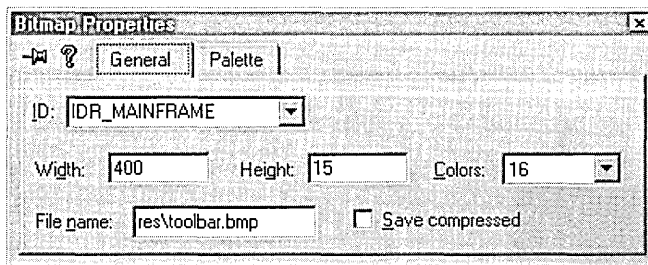 Bitmap Properties
General Palette
ID: IDR_MAINFRAME
Width: 400 Height: 15 Colors: 16
File name: res\toolbar.bmp Save compressed